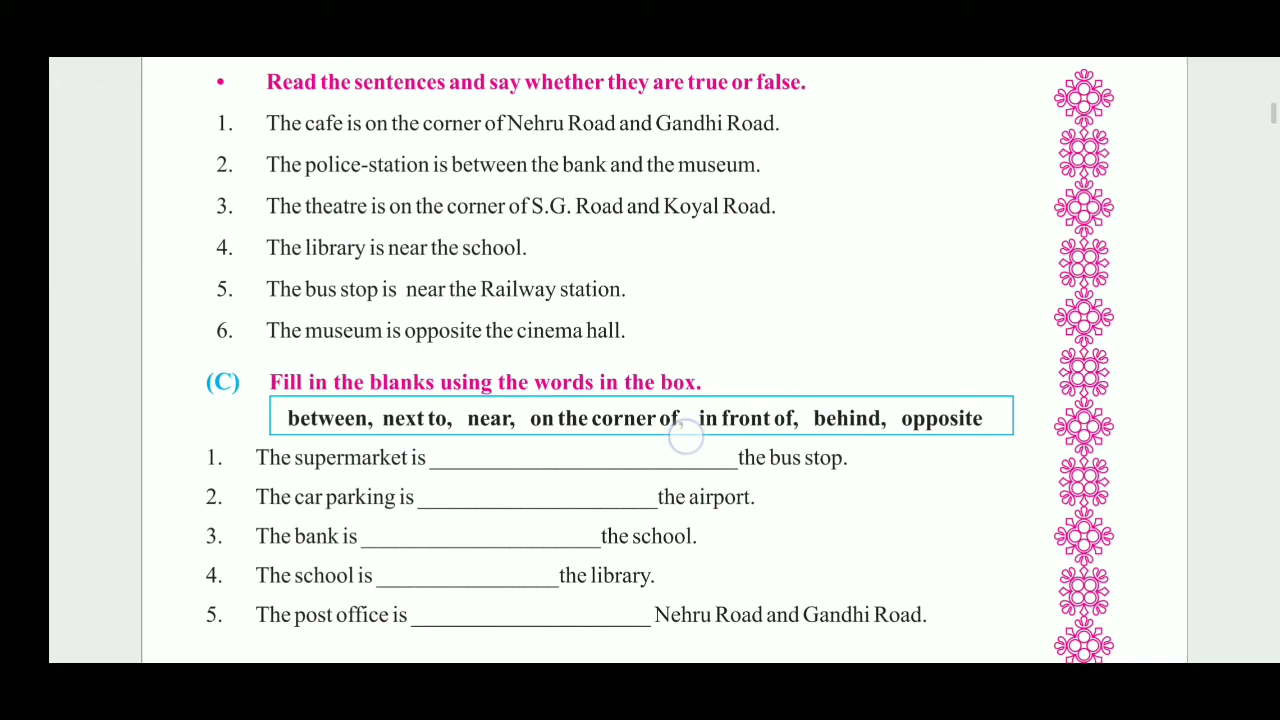 • Read the sentences and say whether they are true or false.
1. The cafe is on the corner of Nehru Road and Gandhi Road.
2. The police-station is between the bank and the museum.
3. The theatre is on the corner of S.G. Road and Koyal Road.
4. The library is near the school.
5. The bus stop is near the Railway station.
6. The museum is opposite the cinema hall.
(C) Fill in the blanks using the words in the box.
between, next to, near, on the corner of, in front of, behind, opposite
1. The supermarket is ____________________________ the bus stop.
2. The car parking is ______________________ the airport.
3. The bank is ______________________ the school.
4. The school is _________________ the library.
5. The post office is ______________________ Nehru Road and Gandhi Road.